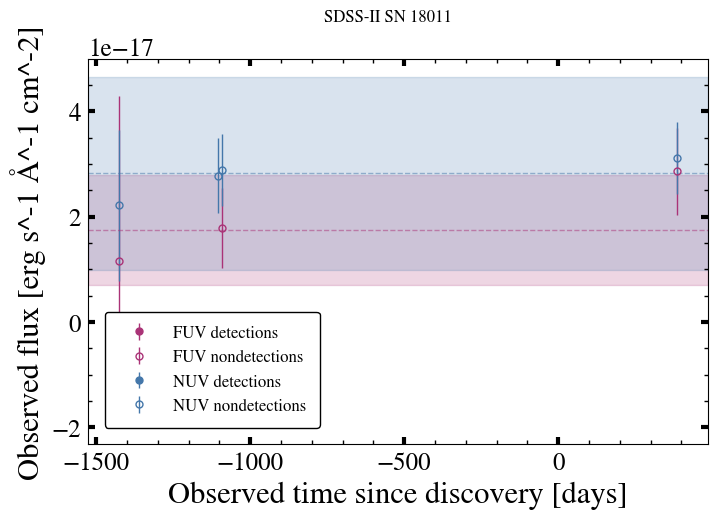 SDSS-II SN 18011
1e−17
Observed flux [erg s^-1 Å^-1 cm^-2]
4
2
0
−2
FUV detections
FUV nondetections
NUV detections
NUV nondetections
−1500 −1000 −500 0
Observed time since discovery [days]